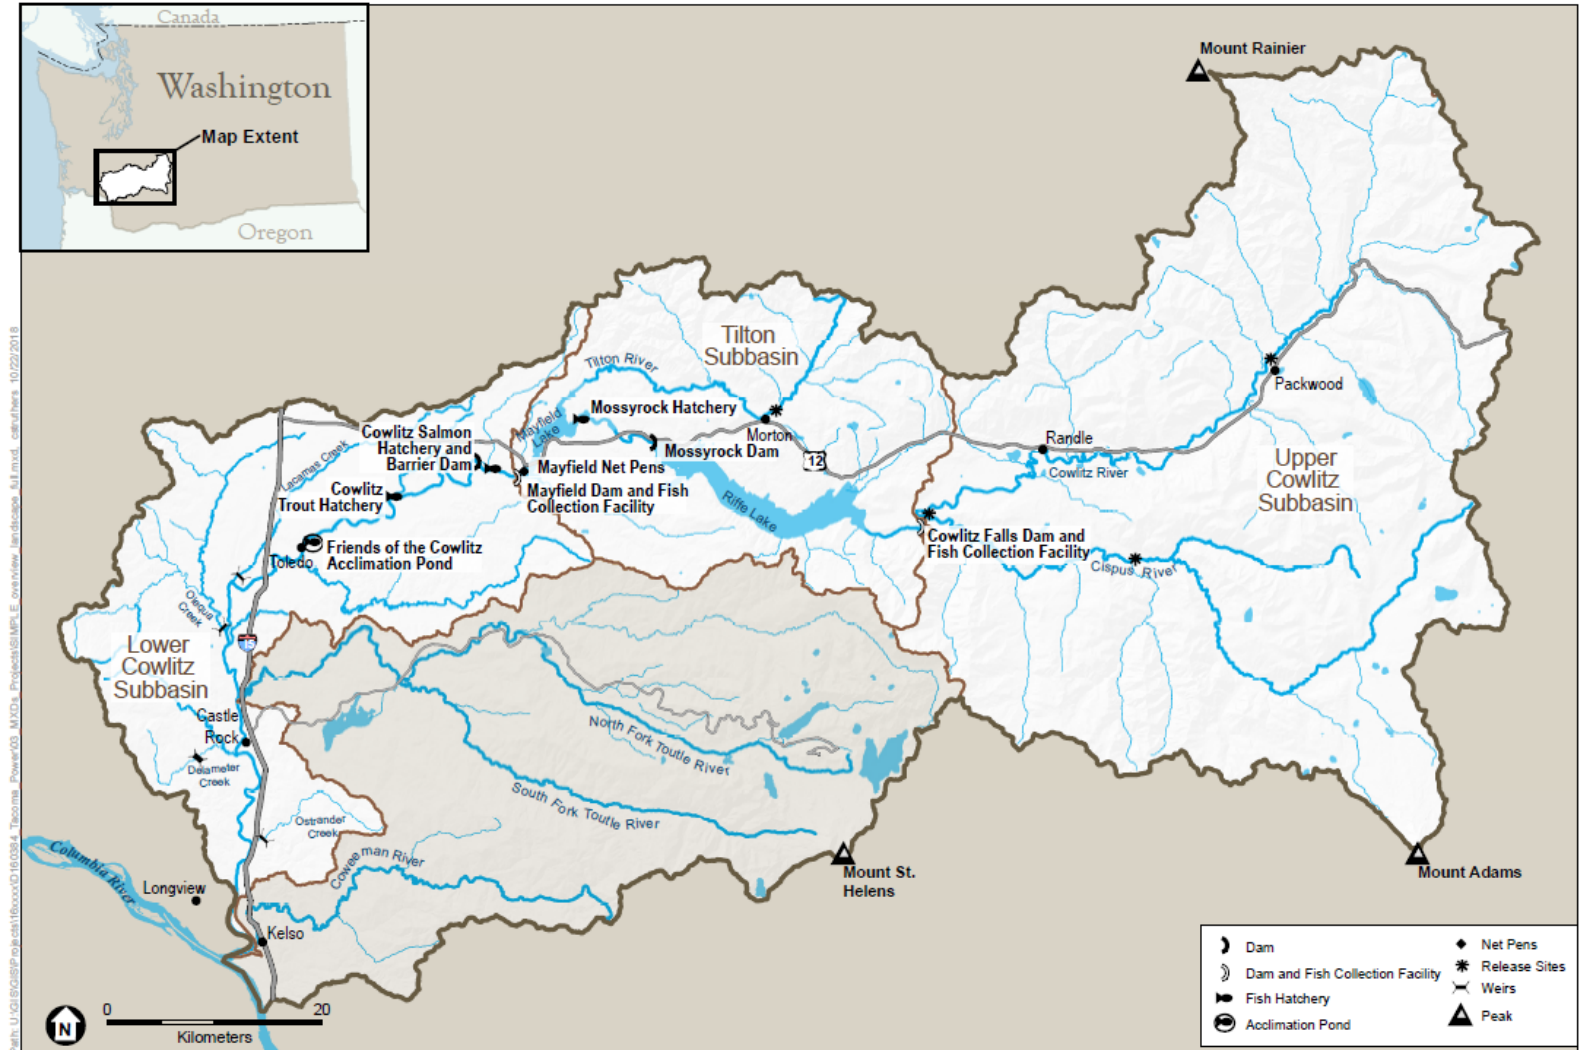 Canada
Washington
Map Extent
Oregon
Mount Rainier
Tilton
Subbasin
Tilton River
Packwood
Mossyrock Hatchery
Mayfield
Lake
Morton
Mossyrock Dam
12
Randle
Cowlitz River
Upper
Cowlitz
Subbasin
Cowlitz Salmon
Hatchery and
Barrier Dam
Lacamas Creek
Mayfield Net Pens
Mayfield Dam and Fish
Collection Facility
Cowlitz
Trout Hatchery
Riffe Lake
Cowlitz Falls Dam and
Fish Collection Facility
Cispus River
Friends of the Cowlitz
Acclimation Pond
Toledo
Olequa
Creek
5
Lower
Cowlitz
Subbasin
Castle
Rock
North Fork Toutle River
South Fork Toutle River
Delameter
Creek
Ostrander
Creek
Coweeman River
Columbia River
Longview
Kelso
Mount St.
Helens
Mount Adams
N
0 20
Kilometers
Dam
Dam and Fish Collection Facility
Fish Hatchery
Acclimation Pond
Net Pens
Release Sites
Weirs
Peak